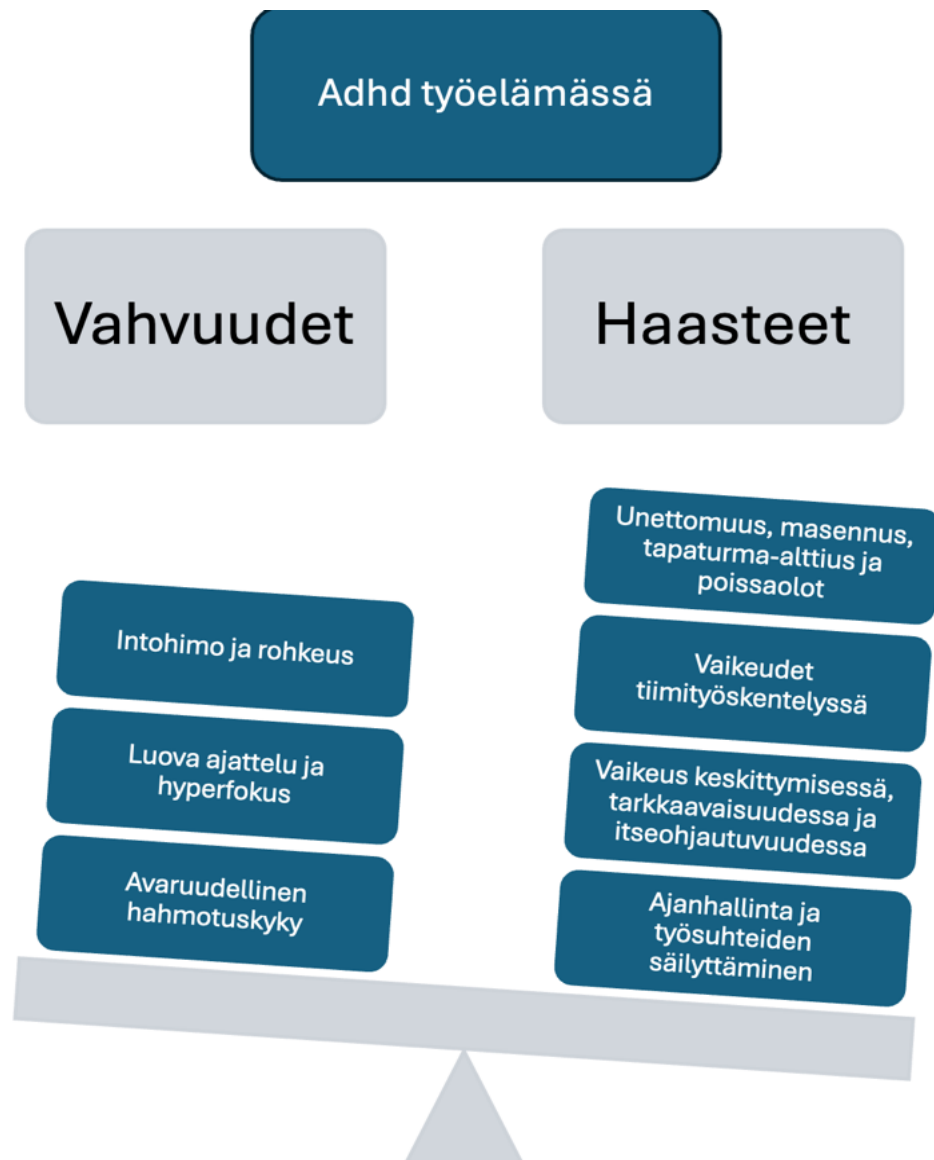 Adhd työelämässä
Vahvuudet
Haasteet
Intohimo ja rohkeus
Luova ajattelu ja
hyperfokus
Avaruudellinen
hahmotuskyky
Unettomuus, masennus,
tapaturma-alttius ja
poissaolot
Vaikeudet
tiimityöskentelyssä
Vaikeus keskittymisessä,
tarkkaavaisuudessa ja
itseohjautuvuudessa
Ajanhallinta ja
työsuhteiden
säilyttäminen